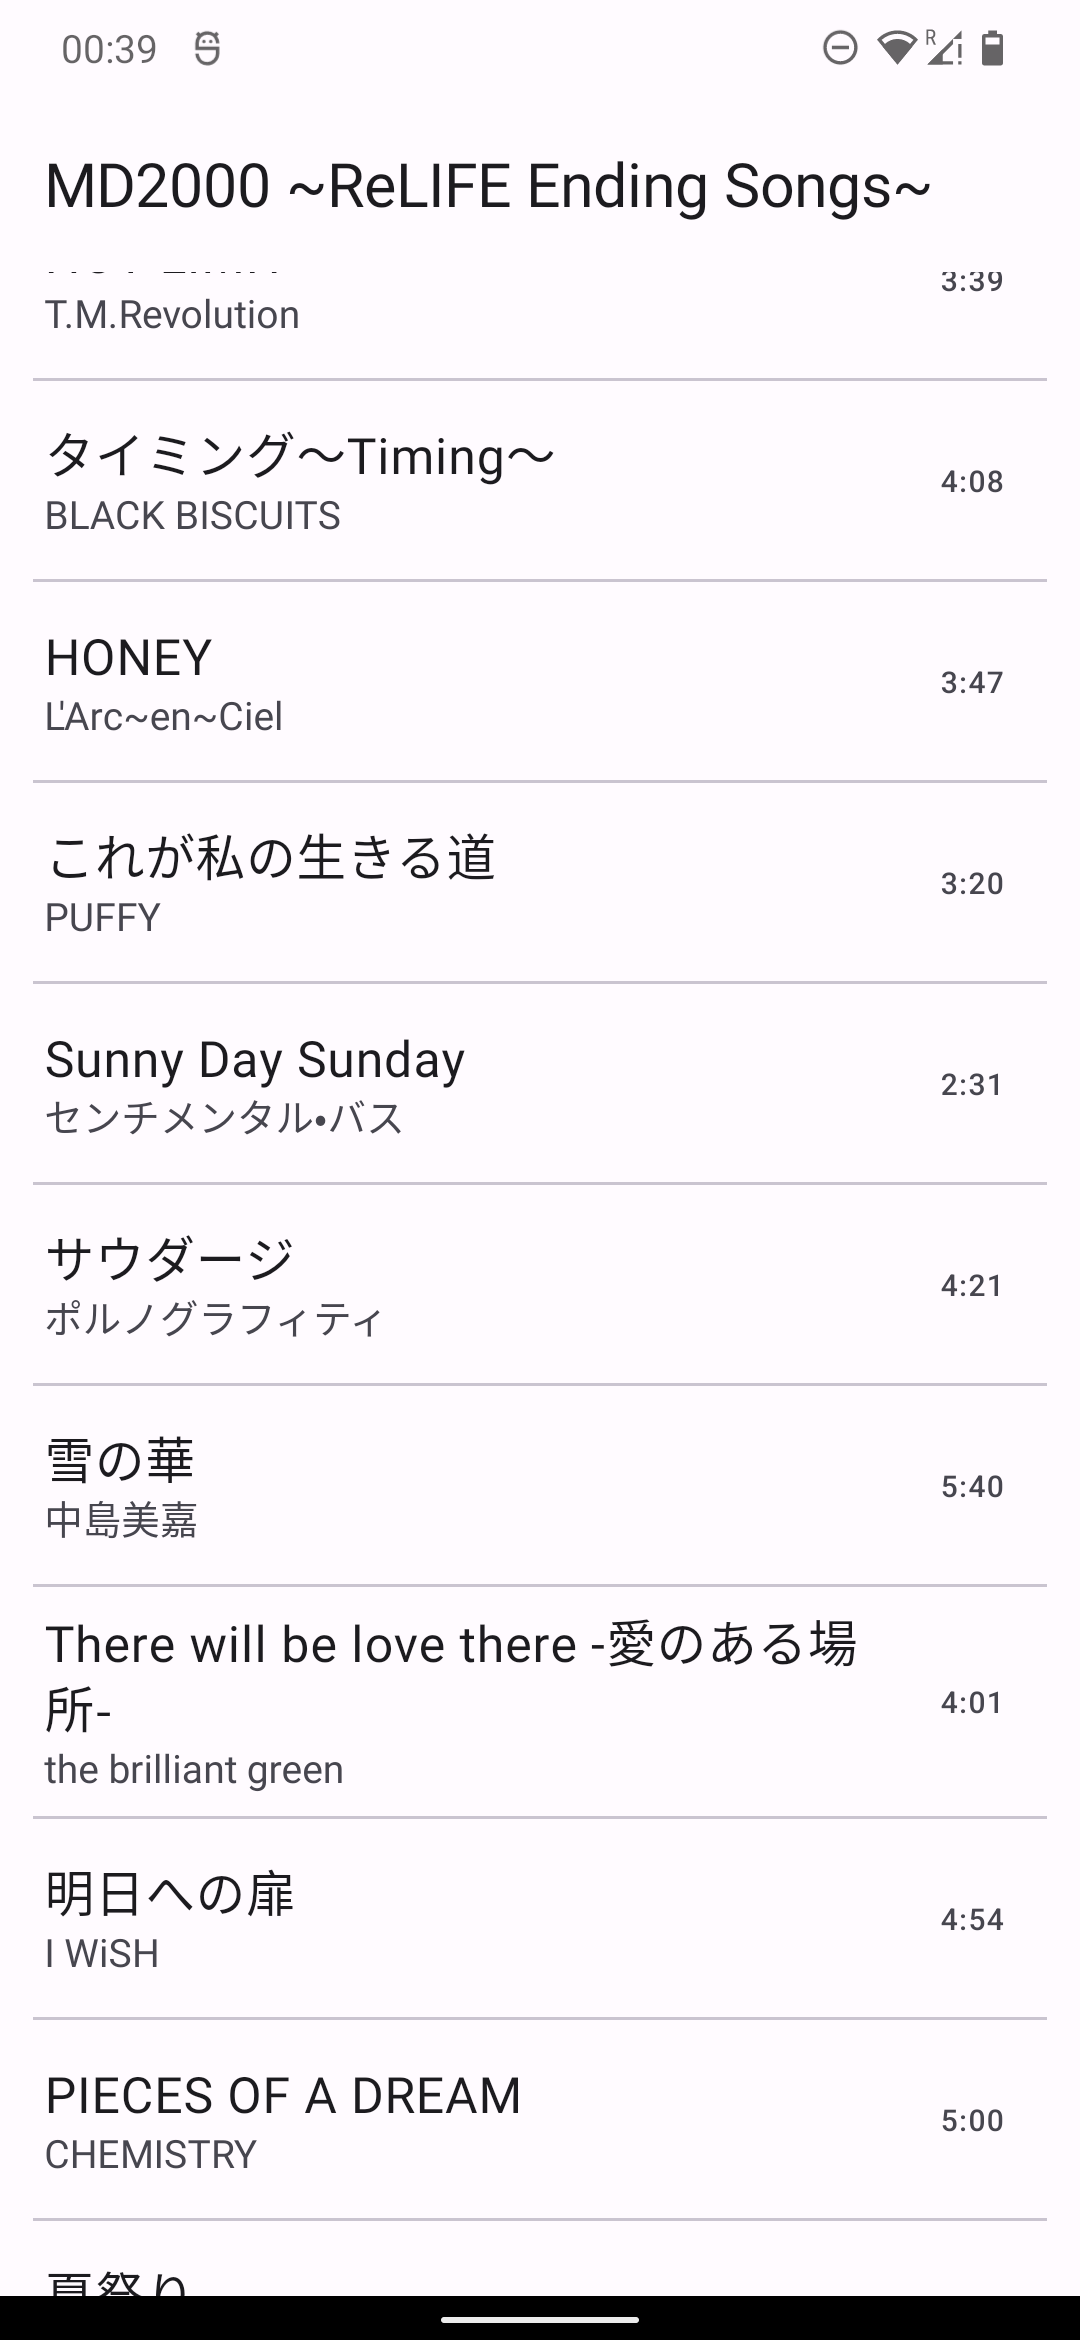 00:39
R
MD2000 ~ReLIFE Ending Songs~
3:39
T.M.Revolution
タイミング〜Timing〜
4:08
BLACK BISCUITS
HONEY
3:47
L'Arc~en~Ciel
これが私の生きる道
3:20
PUFFY
Sunny Day Sunday
2:31
センチメンタル•バス
サウダージ
4:21
ポルノグラフィティ
雪の華
5:40
中島美嘉
There will be love there -愛のある場
所-
4:01
the brilliant green
明日への扉
4:54
I WiSH
PIECES OF A DREAM
5:00
CHEMISTRY
夏祭り